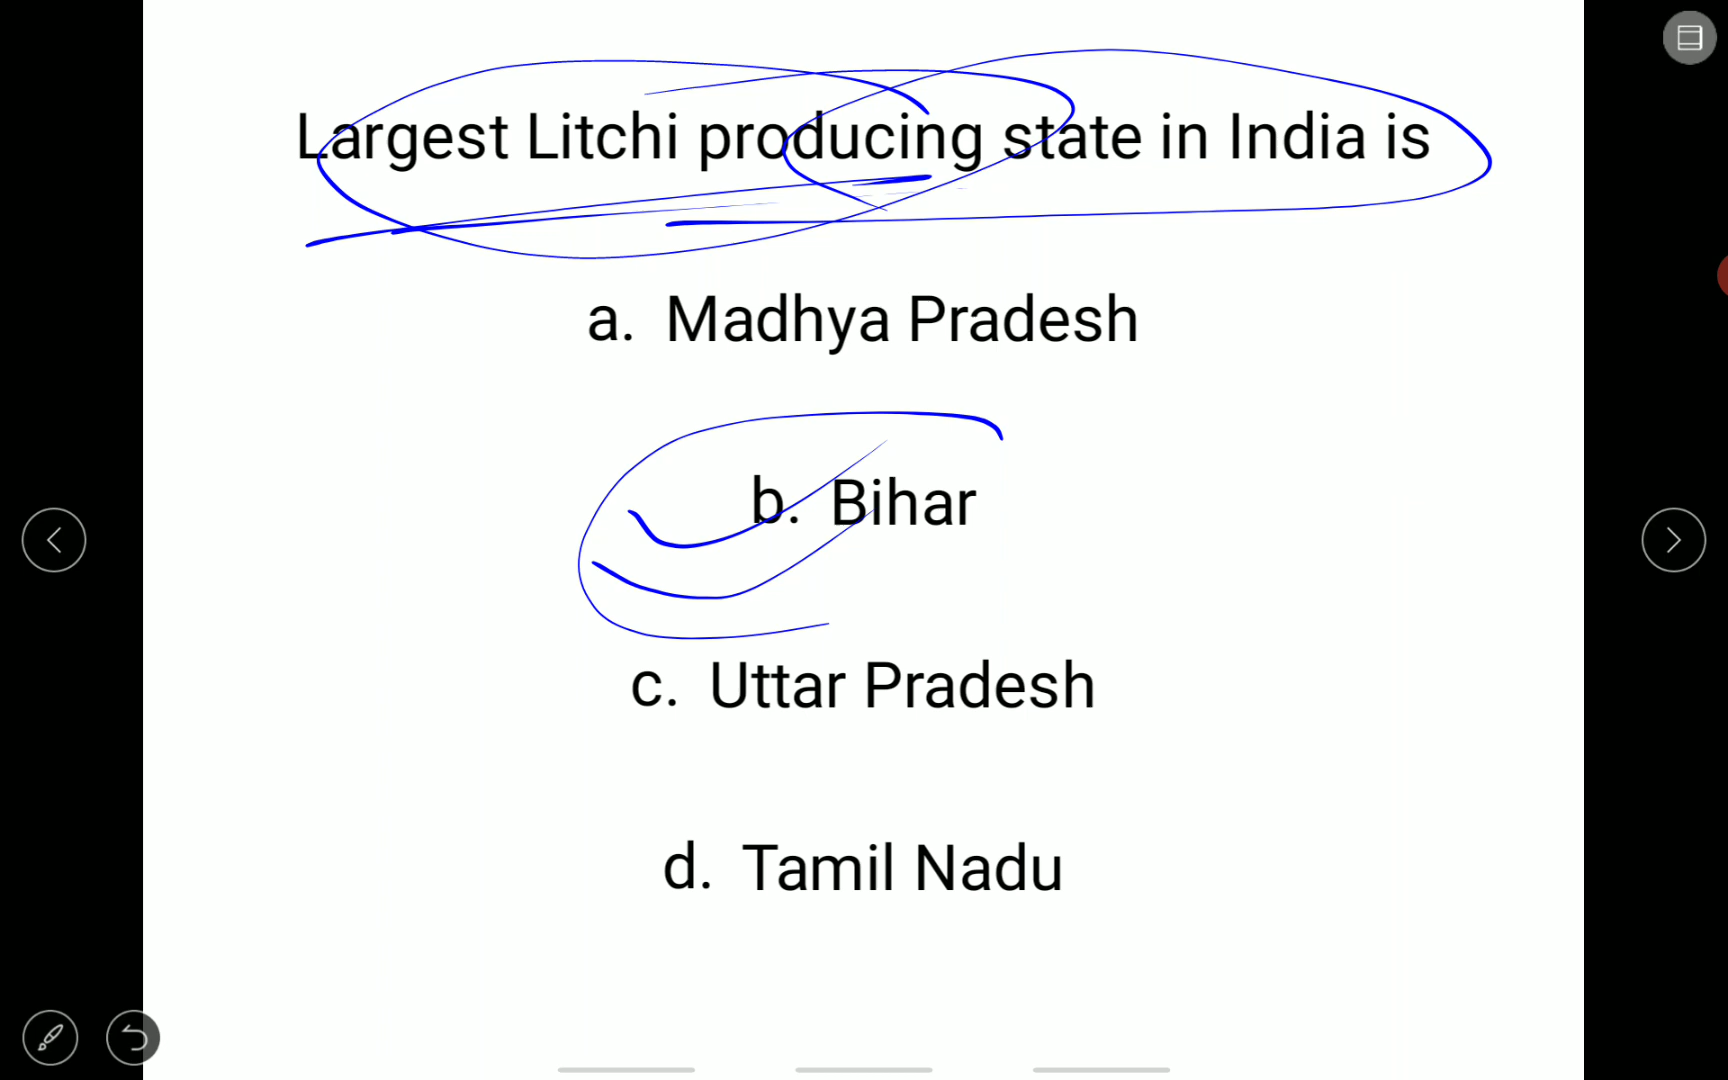 Largest Litchi producing state in India is
a. Madhya Pradesh
b. Bihar
c. Uttar Pradesh
d. Tamil Nadu